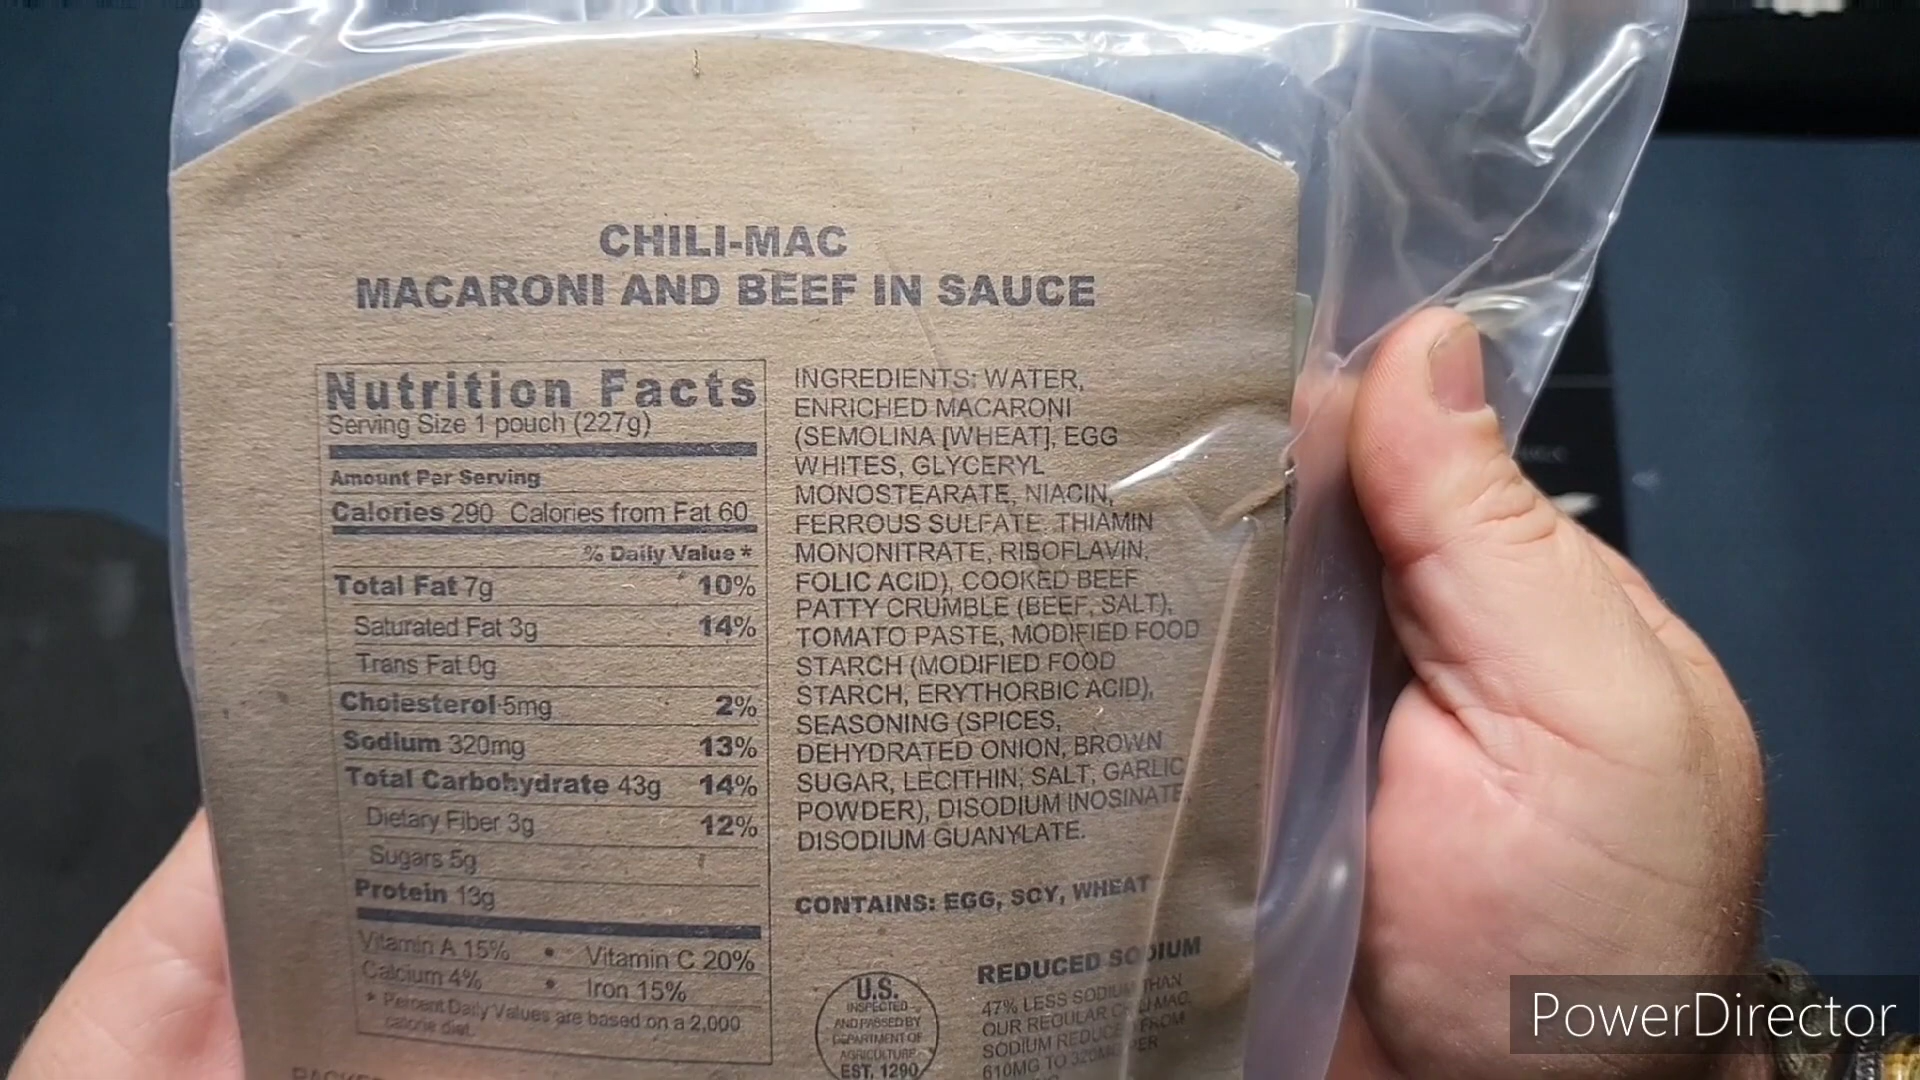 CHILI-MAC
MACARONI AND BEEF IN SAUCE
Nutrition Facts
Serving Size 1 pouch (227g)
Amount Per Serving
Calories 290 Calories from Fat 60
% Daily Value *
Total Fat 7g 10%
Saturated Fat 3g 14%
Trans Fat 0g
Cholesterol 5mg 2%
Sodium 320mg 13%
Total Carbohydrate 43g 14%
Dietary Fiber 3g 12%
Sugars 5g
Protein 13g
Vitamin A 15% • Vitamin C 20%
Calcium 4% • Iron 15%
* Percent Daily Values are based on a 2,000
calorie diet.
INGREDIENTS: WATER,
ENRICHED MACARONI
(SEMOLINA [WHEAT], EGG
WHITES, GLYCERYL
MONOSTEARATE, NIACIN,
FERROUS SULFATE, THIAMIN
MONONITRATE, RIBOFLAVIN,
FOLIC ACID), COOKED BEEF
PATTY CRUMBLE (BEEF, SALT),
TOMATO PASTE, MODIFIED FOOD
STARCH (MODIFIED FOOD
STARCH, ERYTHORBIC ACID),
SEASONING (SPICES,
DEHYDRATED ONION, BROWN
SUGAR, LECITHIN, SALT, GARLIC
POWDER), DISODIUM INOSINATE,
DISODIUM GUANYLATE.
CONTAINS: EGG, SOY, WHEAT
U.S.
INSPECTED
AND PASSED BY
DEPARTMENT OF
AGRICULTURE
EST. 1290
REDUCED SODIUM
47% LESS SODIUM THAN
OUR REGULAR CHILI MAC.
SODIUM REDUCED FROM
610MG TO 320MG PER
PowerDirector